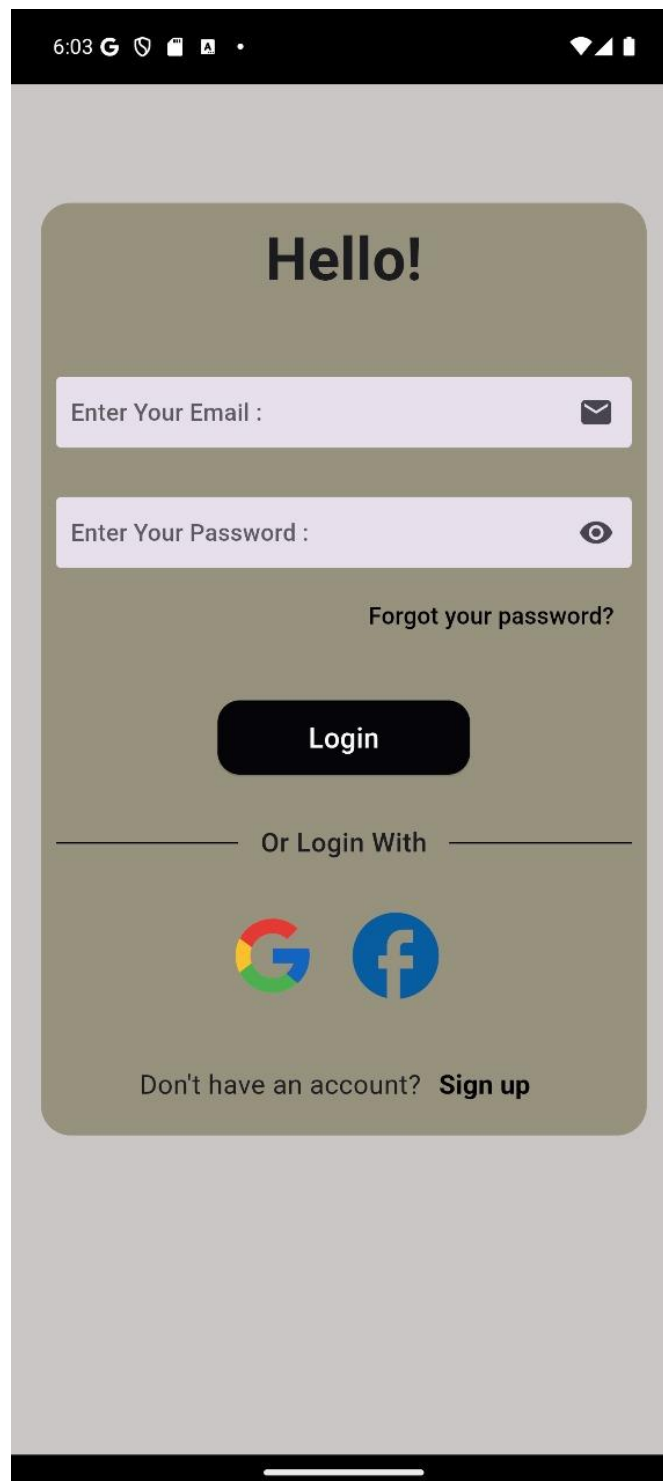 6:03
Hello!
Enter Your Email :
Enter Your Password :
Forgot your password?
Login
Or Login With
Don't have an account? Sign up